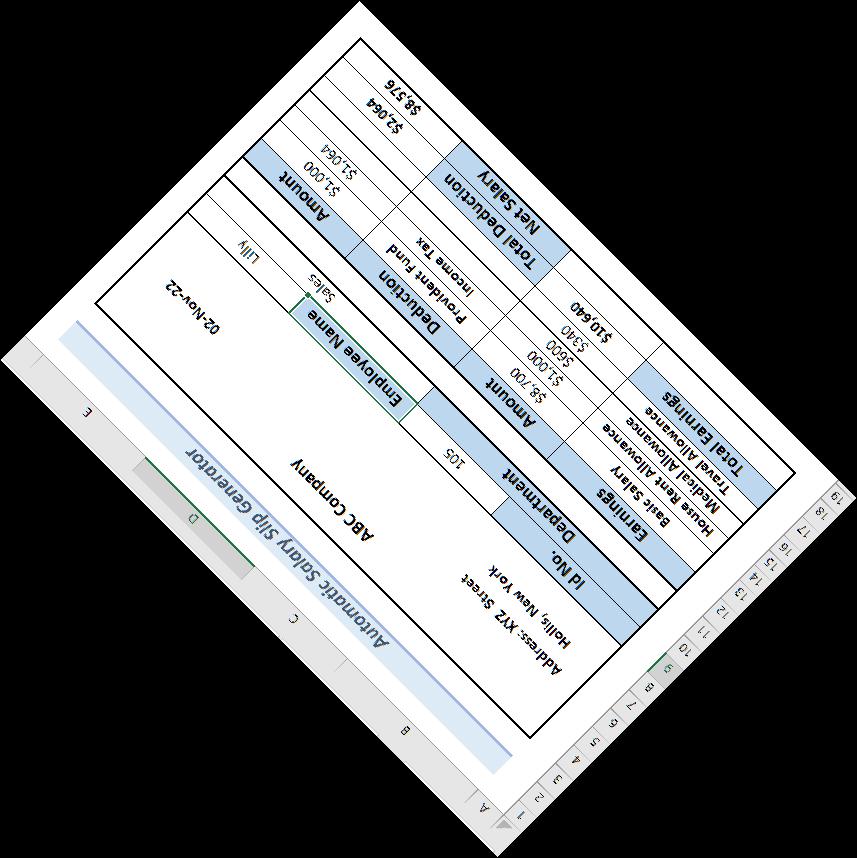 A B C D E
1
2 Automatic Salary Slip Generator
3
4 ABC Company
5
6 Address: XYZ Street 02-Nov-22
7 Hollis, New York
8
9 Id No. 105 Employee Name Lilly
10 Department Sales
11
12 Earnings Amount Deduction Amount
13 Basic Salary $8,700 Provident Fund $1,000
14 House Rent Allowance $1,000 Income Tax $1,064
15 Medical Allowance $600
16 Travel Allowance $340
17 Total Earnings $10,640 Total Deduction $2,064
18 Net Salary $8,576
19